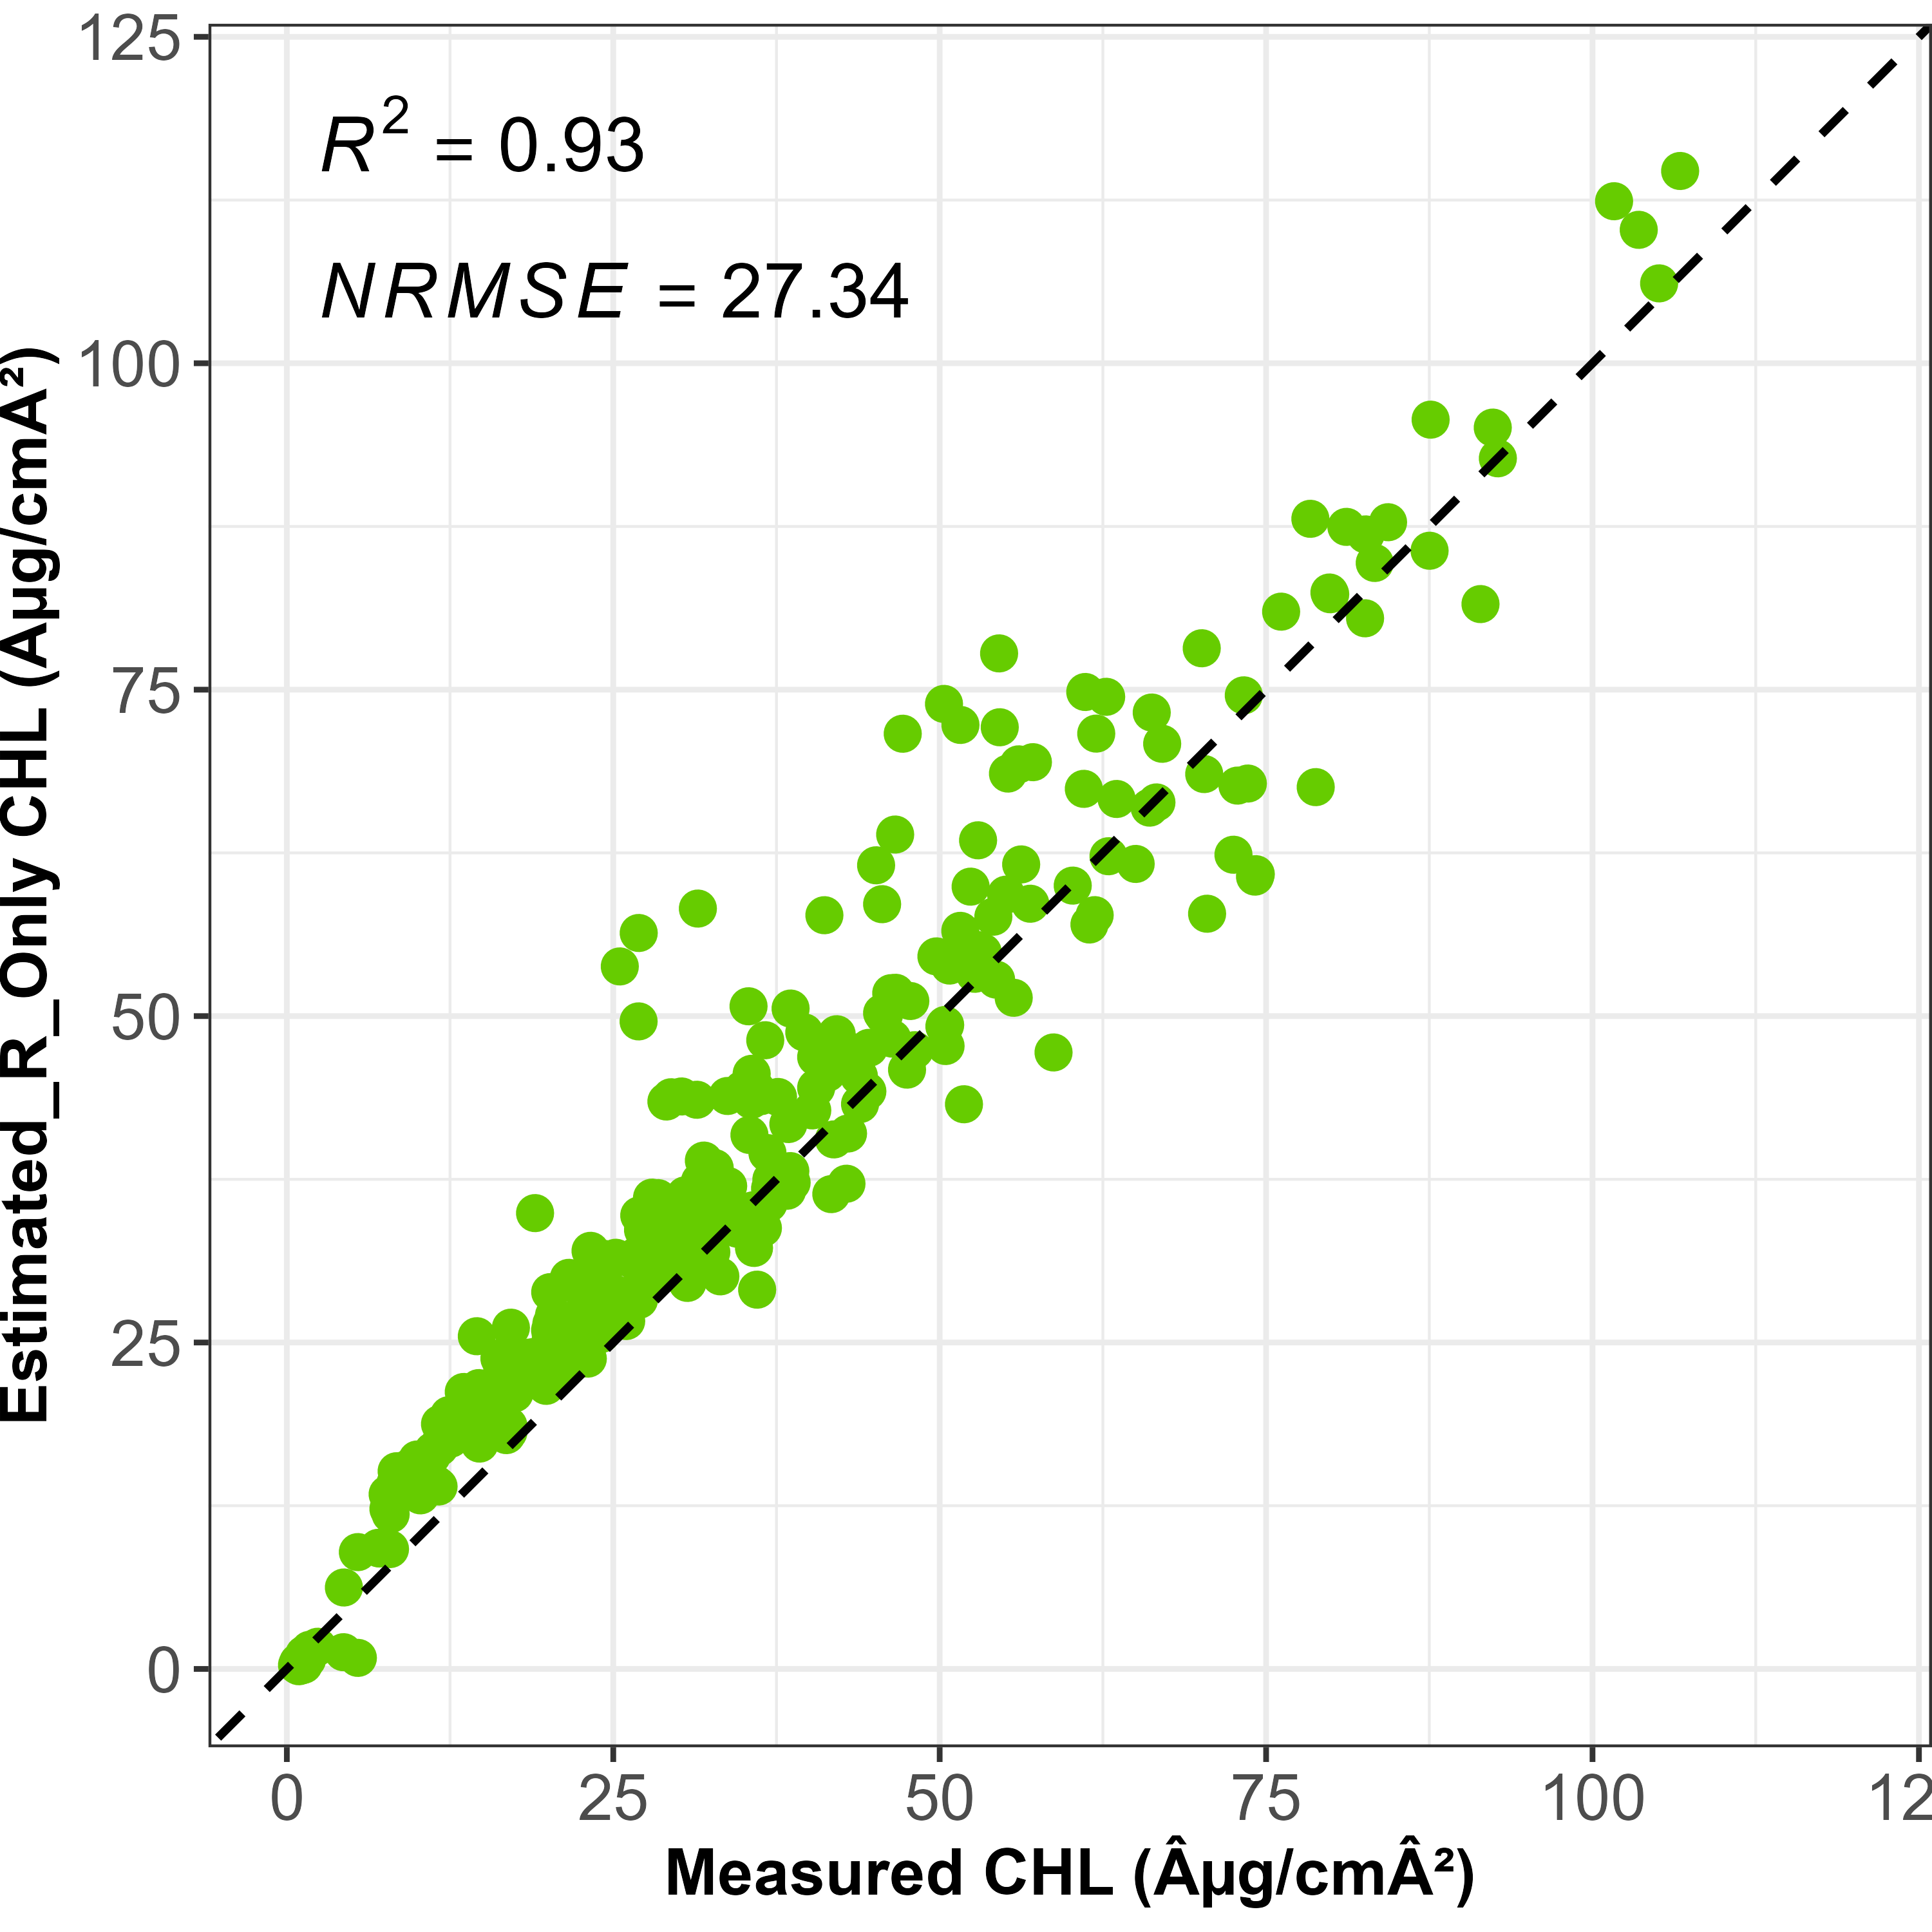 125
100
75
50
25
0
R² = 0.93
NRMSE = 27.34
Estimated_R_Only CHL (Âµg/cmÂ²)
0 25 50 75 100 12
Measured CHL (Âµg/cmÂ²)